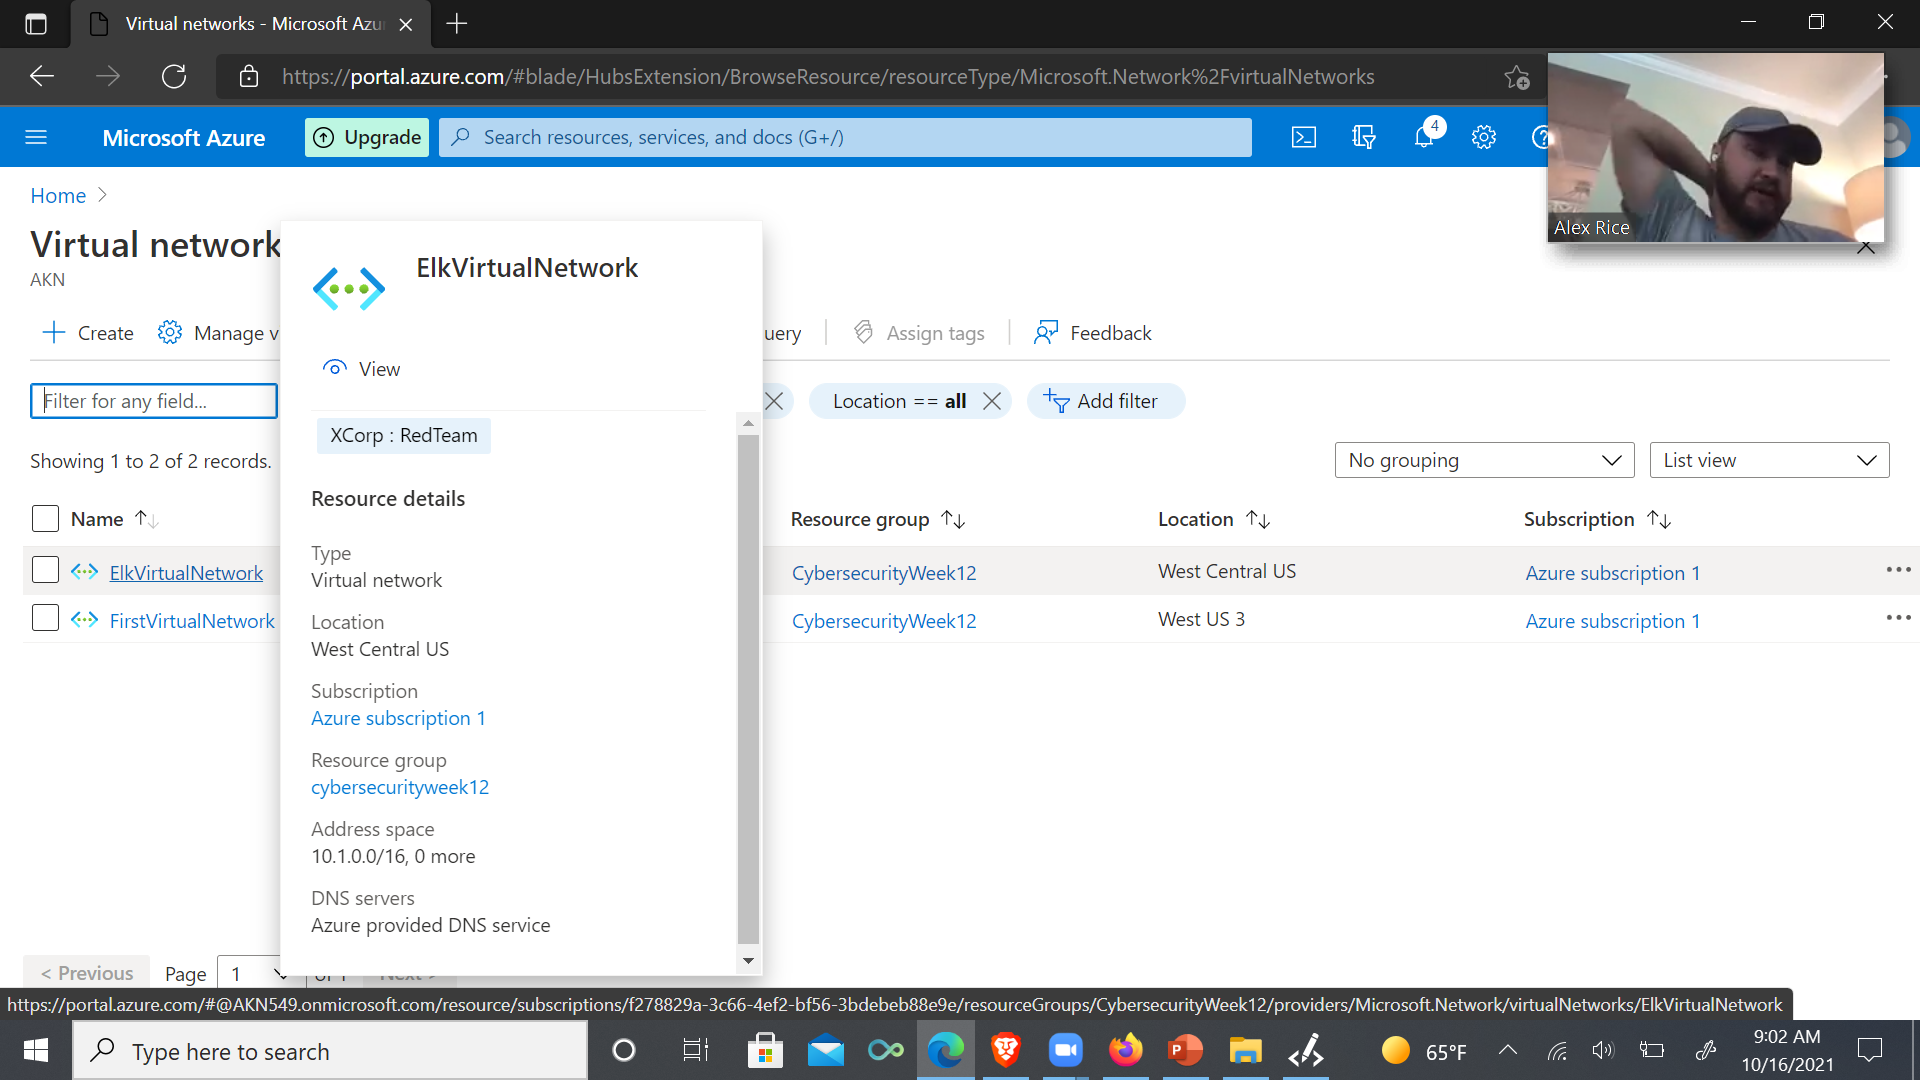 Virtual networks - Microsoft Azu
https://portal.azure.com/#blade/HubsExtension/BrowseResource/resourceType/Microsoft.Network%2FvirtualNetworks
Microsoft Azure
Upgrade
Search resources, services, and docs (G+/)
4
Alex Rice
Home
Virtual network
AKN
Create
Manage v
uery
Assign tags
Feedback
Filter for any field...
Location == all
Add filter
Showing 1 to 2 of 2 records.
No grouping
List view
Name
Resource group
Location
Subscription
ElkVirtualNetwork
CybersecurityWeek12
West Central US
Azure subscription 1
FirstVirtualNetwork
CybersecurityWeek12
West US 3
Azure subscription 1
ElkVirtualNetwork
View
XCorp : RedTeam
Resource details
Type
Virtual network
Location
West Central US
Subscription
Azure subscription 1
Resource group
cybersecurityweek12
Address space
10.1.0.0/16, 0 more
DNS servers
Azure provided DNS service
< Previous
Page
1
of 1
Next >
https://portal.azure.com/#@AKN549.onmicrosoft.com/resource/subscriptions/f278829a-3c66-4ef2-bf56-3bdebeb88e9e/resourceGroups/CybersecurityWeek12/providers/Microsoft.Network/virtualNetworks/ElkVirtualNetwork
Type here to search
65°F
9:02 AM
10/16/2021